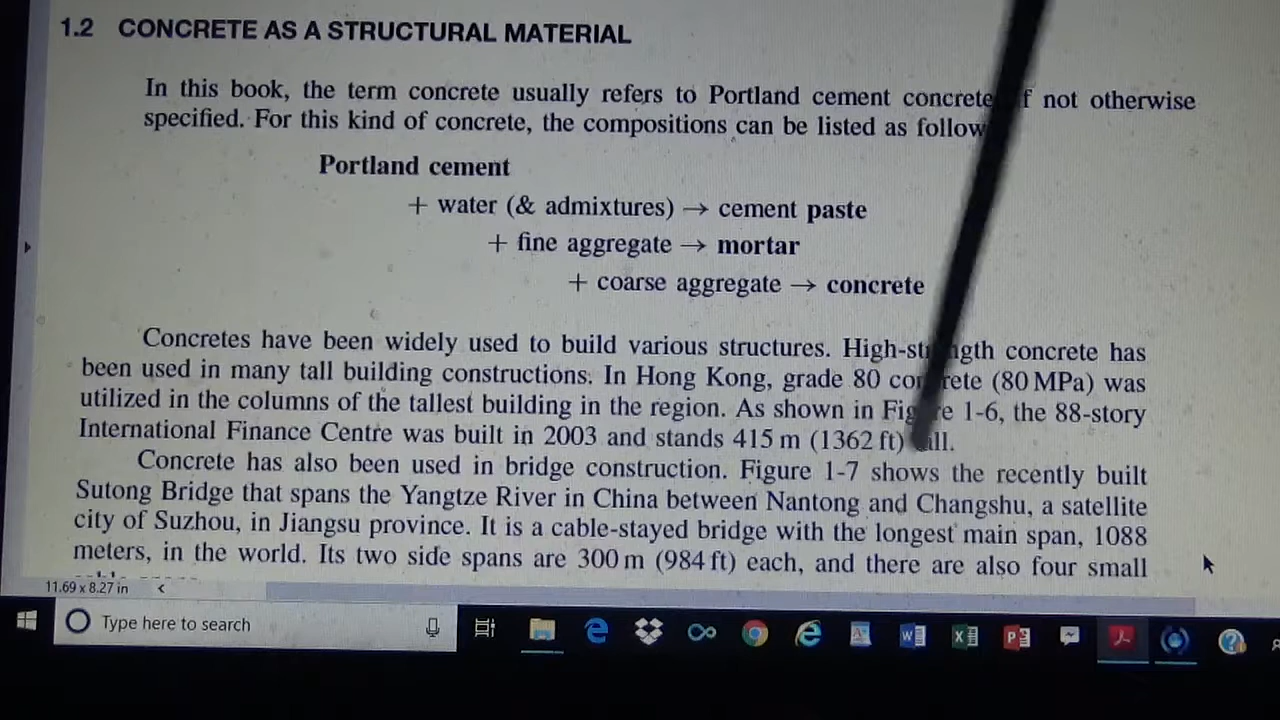 1.2 CONCRETE AS A STRUCTURAL MATERIAL
In this book, the term concrete usually refers to Portland cement concrete if not otherwise
specified. For this kind of concrete, the compositions can be listed as follow
Portland cement
+ water (& admixtures) → cement paste
+ fine aggregate → mortar
+ coarse aggregate → concrete
Concretes have been widely used to build various structures. High-strength concrete has
been used in many tall building constructions. In Hong Kong, grade 80 concrete (80 MPa) was
utilized in the columns of the tallest building in the region. As shown in Figure 1-6, the 88-story
International Finance Centre was built in 2003 and stands 415 m (1362 ft) tall.
Concrete has also been used in bridge construction. Figure 1-7 shows the recently built
Sutong Bridge that spans the Yangtze River in China between Nantong and Changshu, a satellite
city of Suzhou, in Jiangsu province. It is a cable-stayed bridge with the longest main span, 1088
meters, in the world. Its two side spans are 300 m (984 ft) each, and there are also four small
11.69 x 8.27 in
Type here to search